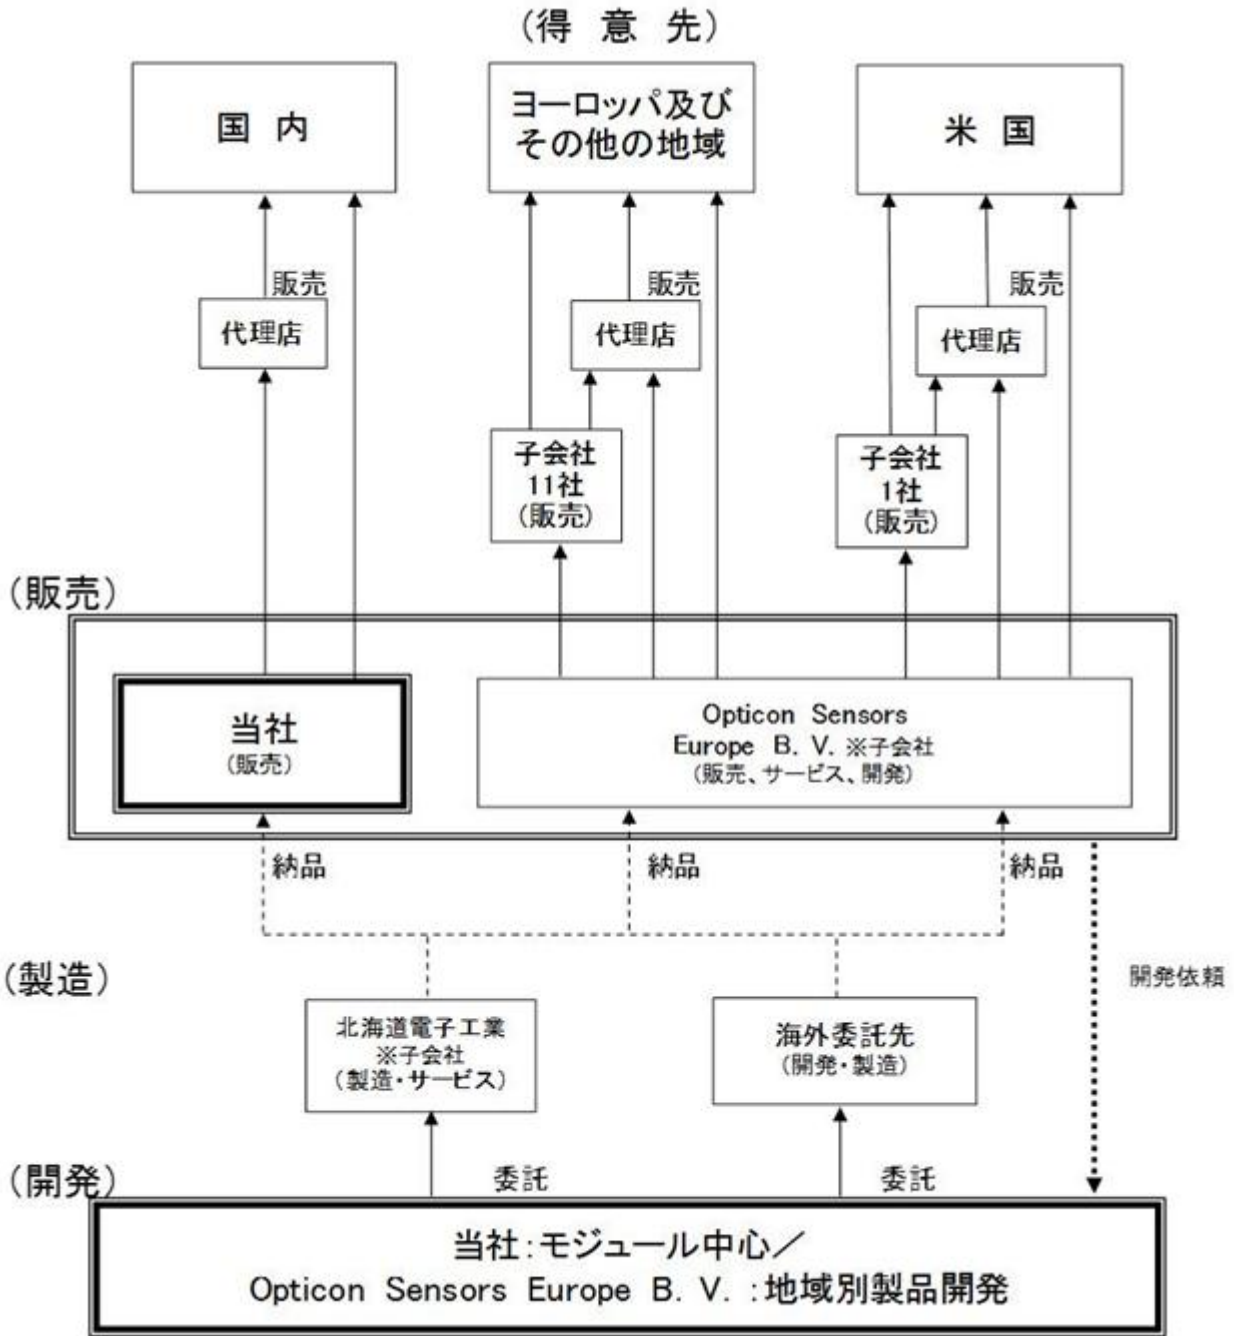 (得 意 先)
国 内
ヨーロッパ及び
その他の地域
米 国
販売
販売
販売
代理店
代理店
代理店
子会社
11社
(販売)
子会社
1社
(販売)
(販売)
当社
(販売)
Opticon Sensors
Europe B. V. ※子会社
(販売、サービス、開発)
納品
納品
納品
(製造)
開発依頼
北海道電子工業
※子会社
(製造・サービス)
海外委託先
(開発・製造)
(開発)
委託
委託
当社:モジュール中心/
Opticon Sensors Europe B. V. :地域別製品開発